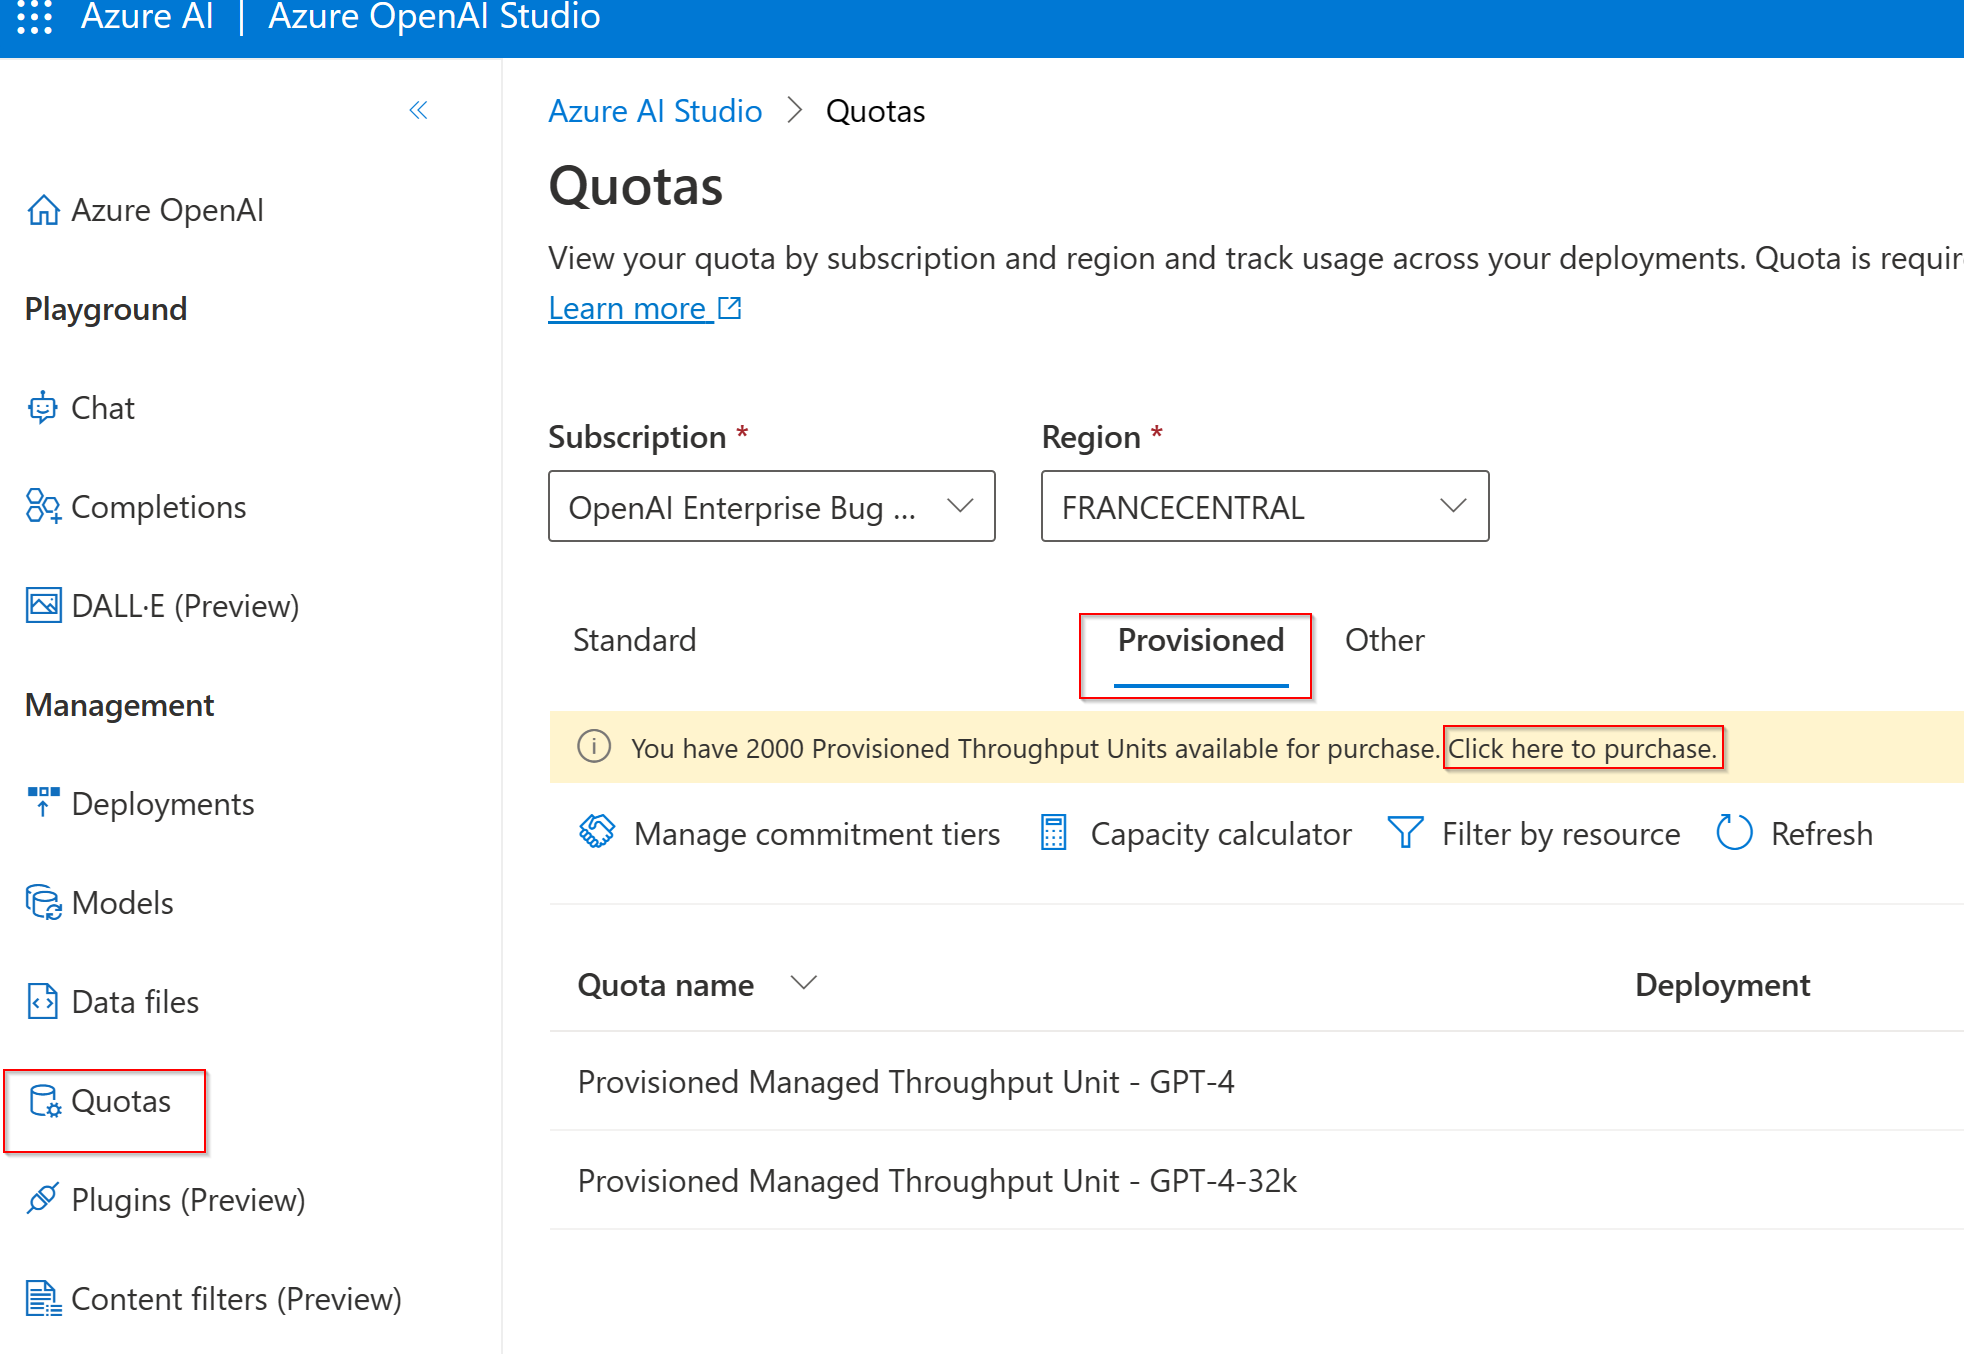 Azure AI | Azure OpenAI Studio
Azure AI Studio > Quotas
Quotas
View your quota by subscription and region and track usage across your deployments. Quota is
Learn more
Subscription * Region *
OpenAI Enterprise Bug ... FRANCECENTRAL
Standard Provisioned Other
You have 2000 Provisioned Throughput Units available for purchase. Click here to purchase.
Manage commitment tiers Capacity calculator Filter by resource Refresh
Quota name Deployment
Provisioned Managed Throughput Unit - GPT-4
Provisioned Managed Throughput Unit - GPT-4-32k
Azure OpenAI
Playground
Chat
Completions
DALL·E (Preview)
Management
Deployments
Models
Data files
Quotas
Plugins (Preview)
Content filters (Preview)